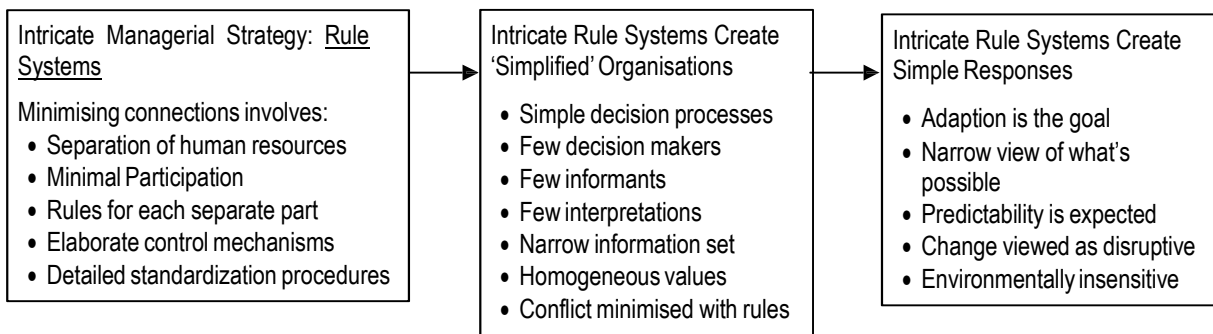 Intricate Managerial Strategy: Rule
Systems
Minimising connections involves:
• Separation of human resources
• Minimal Participation
• Rules for each separate part
• Elaborate control mechanisms
• Detailed standardization procedures
Intricate Rule Systems Create
‘Simplified’ Organisations
• Simple decision processes
• Few decision makers
• Few informants
• Few interpretations
• Narrow information set
• Homogeneous values
• Conflict minimised with rules
Intricate Rule Systems Create
Simple Responses
• Adaption is the goal
• Narrow view of what’s
possible
• Predictability is expected
• Change viewed as disruptive
• Environmentally insensitive